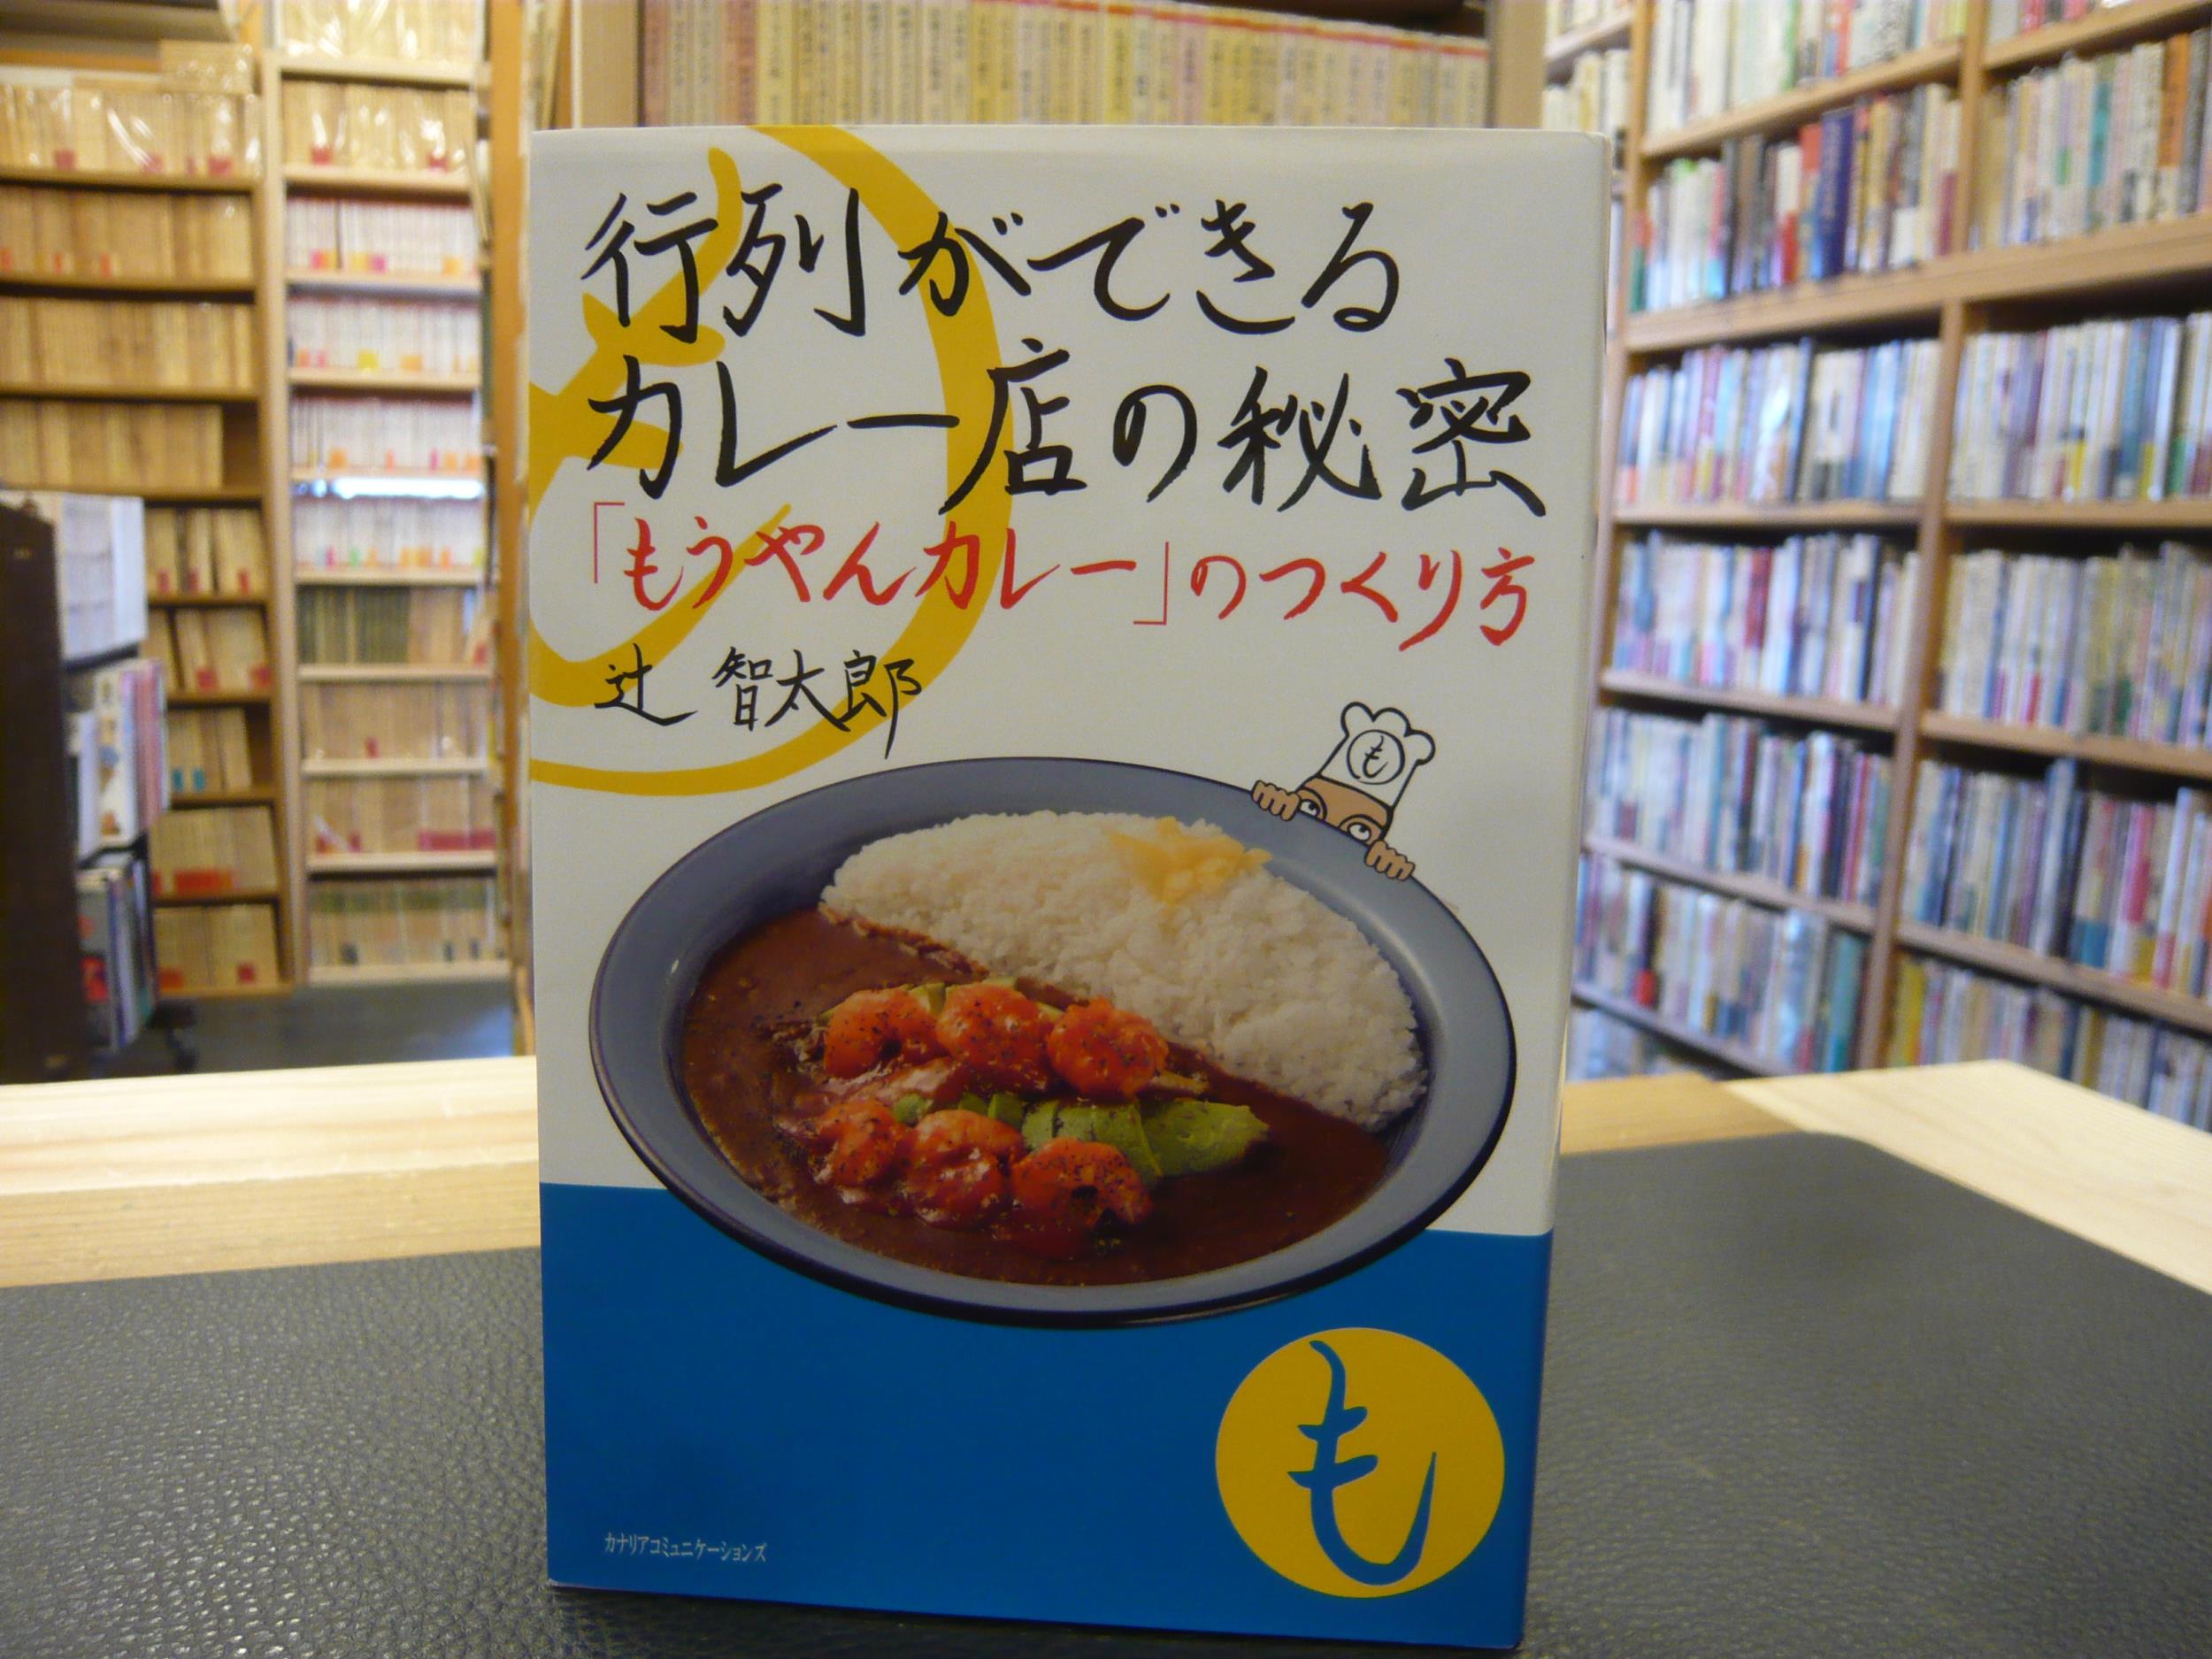 行列ができる
カレー店の秘密
「もうやんカレー」のつくり方
辻 智太郎
も
カナリアコミュニケーションズ
も